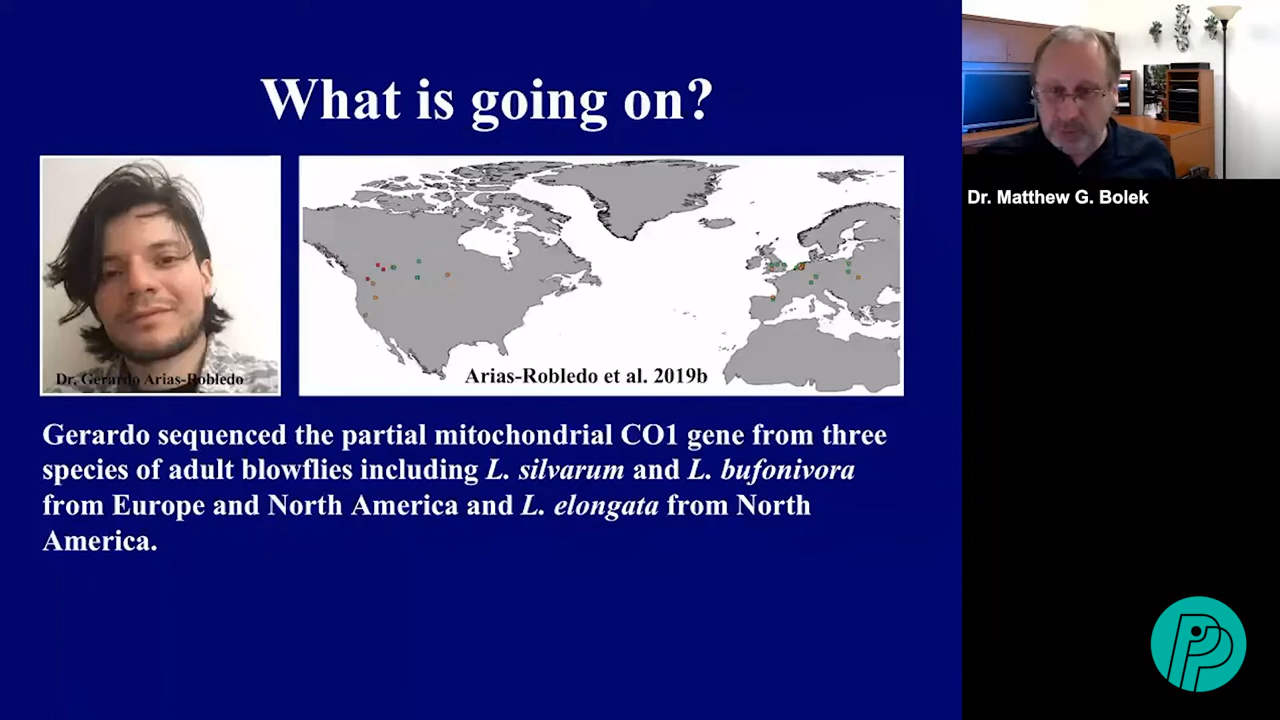 What is going on?
Dr. Gerardo Arias-Robledo
Arias-Robledo et al. 2019b
Gerardo sequenced the partial mitochondrial CO1 gene from three
species of adult blowflies including L. silvarum and L. bufonivora
from Europe and North America and L. elongata from North
America.
Dr. Matthew G. Bolek